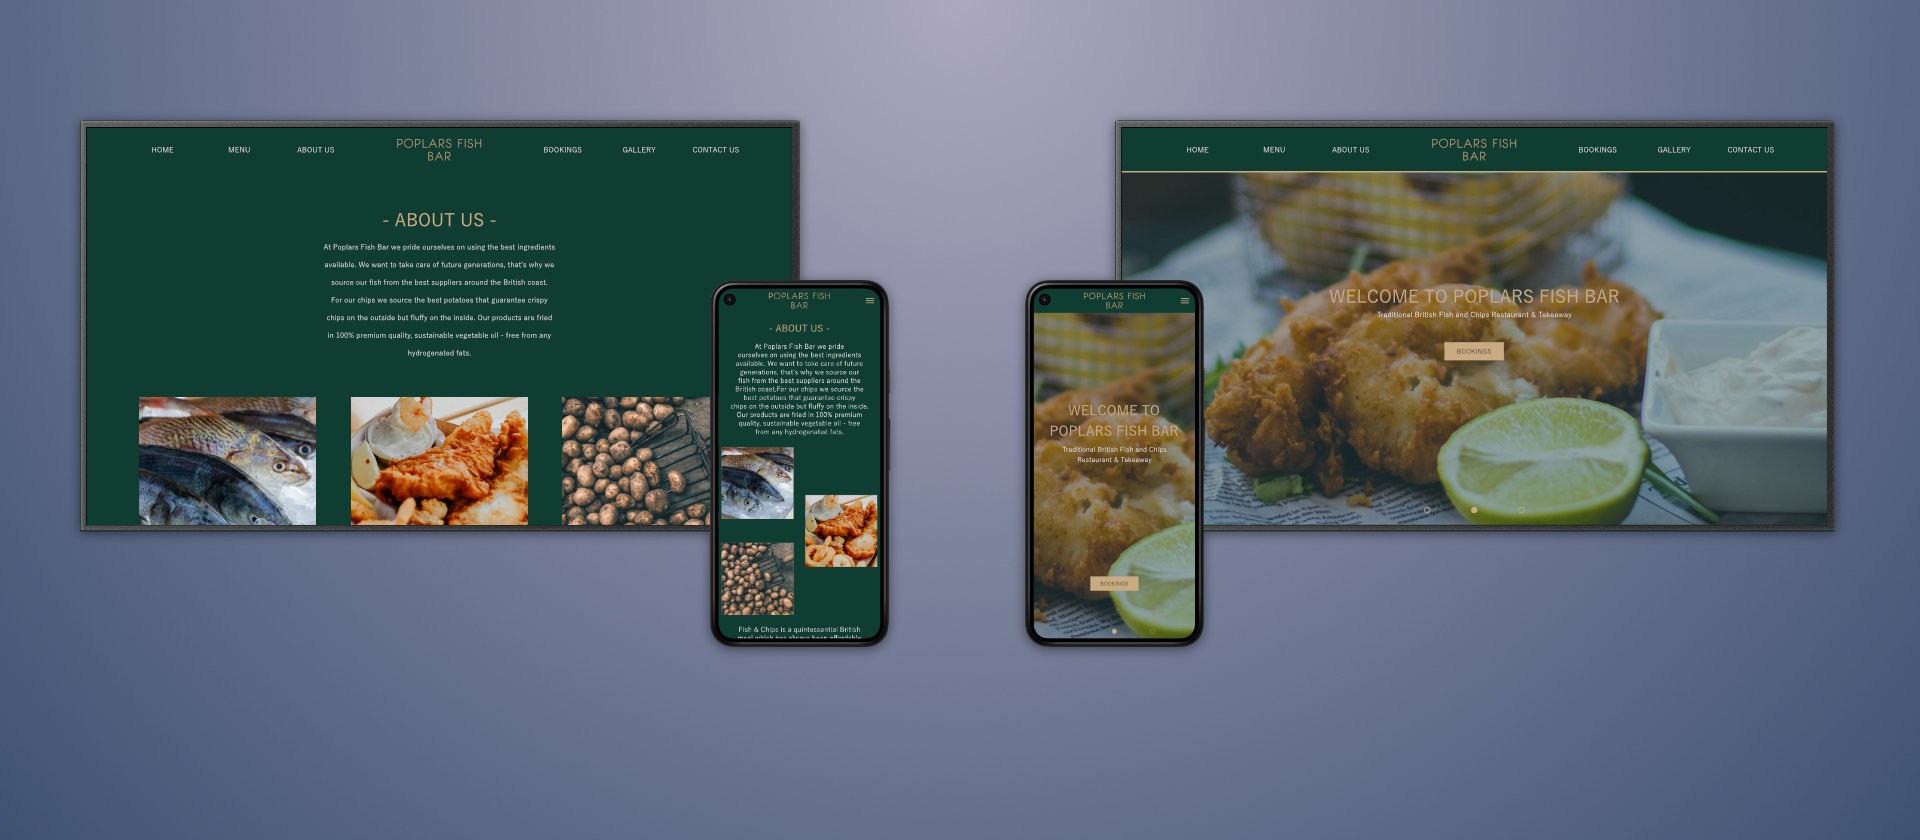 HOME
MENU
ABOUT US
POPLARS FISH
BAR
BOOKINGS
GALLERY
CONTACT US
- ABOUT US -
At Poplars Fish Bar we pride ourselves on using the best ingredients
available. We want to take care of future generations, that's why we
source our fish from the best suppliers around the British coast.
For our chips we source the best potatoes that guarantee crispy
chips on the outside but fluffy on the inside. Our products are fried
in 100% premium quality, sustainable vegetable oil - free from any
hydrogenated fats.
POPLARS FISH
BAR
- ABOUT US -
At Poplars Fish Bar we pride
ourselves on using the best ingredients
available. We want to take care of future
generations, that's why we source our
fish from the best suppliers around the
British coast.For our chips we source the
best potatoes that guarantee crispy
chips on the outside but fluffy on the inside.
Our products are fried in 100% premium
quality, sustainable vegetable oil - free
from any hydrogenated fats.
Fish & Chips is a quintessential British
meal which has always been affordable
POPLARS FISH
BAR
WELCOME TO
POPLARS FISH BAR
Traditional British Fish and Chips
Restaurant & Takeaway
BOOKINGS
HOME
MENU
ABOUT US
POPLARS FISH
BAR
BOOKINGS
GALLERY
CONTACT US
WELCOME TO POPLARS FISH BAR
Traditional British Fish and Chips Restaurant & Takeaway
BOOKINGS